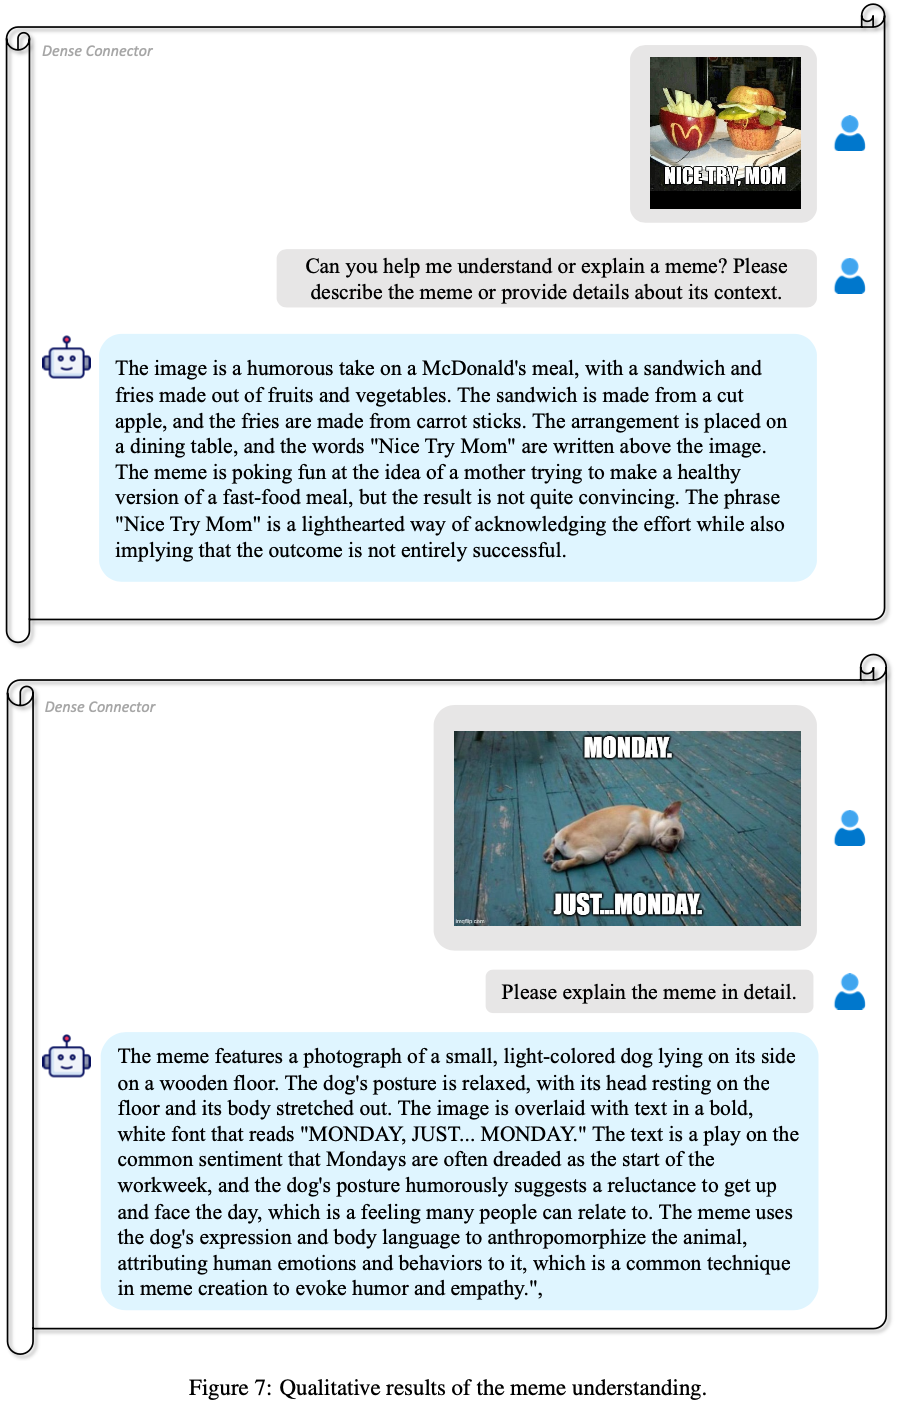 Dense Connector
NICE TRY, MOM
Can you help me understand or explain a meme? Please
describe the meme or provide details about its context.
The image is a humorous take on a McDonald's meal, with a sandwich and
fries made out of fruits and vegetables. The sandwich is made from a cut
apple, and the fries are made from carrot sticks. The arrangement is placed on
a dining table, and the words "Nice Try Mom" are written above the image.
The meme is poking fun at the idea of a mother trying to make a healthy
version of a fast-food meal, but the result is not quite convincing. The phrase
"Nice Try Mom" is a lighthearted way of acknowledging the effort while also
implying that the outcome is not entirely successful.
Dense Connector
MONDAY.
JUST...MONDAY.
imgflip.com
Please explain the meme in detail.
The meme features a photograph of a small, light-colored dog lying on its side
on a wooden floor. The dog's posture is relaxed, with its head resting on the
floor and its body stretched out. The image is overlaid with text in a bold,
white font that reads "MONDAY, JUST... MONDAY." The text is a play on the
common sentiment that Mondays are often dreaded as the start of the
workweek, and the dog's posture humorously suggests a reluctance to get up
and face the day, which is a feeling many people can relate to. The meme uses
the dog's expression and body language to anthropomorphize the animal,
attributing human emotions and behaviors to it, which is a common technique
in meme creation to evoke humor and empathy.",
Figure 7: Qualitative results of the meme understanding.